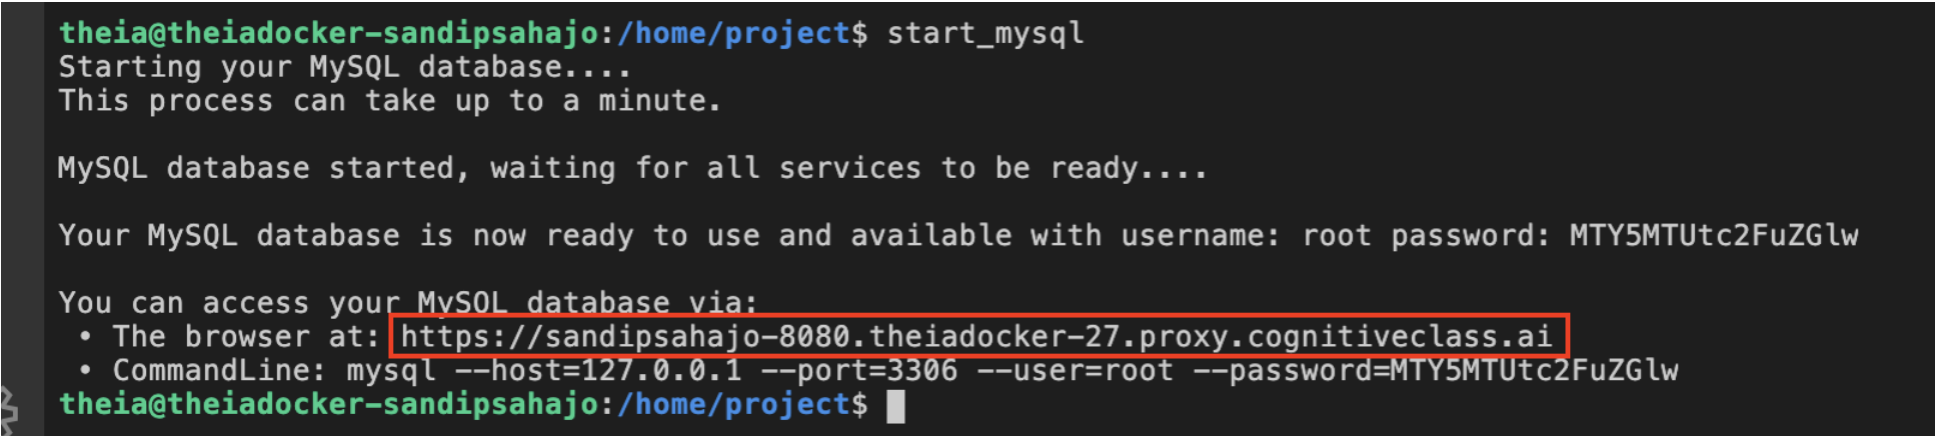 theia@theiadocker-sandipsahajo:/home/project$ start_mysql
Starting your MySQL database....
This process can take up to a minute.
MySQL database started, waiting for all services to be ready....
Your MySQL database is now ready to use and available with username: root password: MTY5MTUtc2FuZGlw
You can access your MySQL database via:
• The browser at: https://sandipsahajo-8080.theiadocker-27.proxy.cognitiveclass.ai
• CommandLine: mysql --host=127.0.0.1 --port=3306 --user=root --password=MTY5MTUtc2FuZGlw
theia@theiadocker-sandipsahajo:/home/project$